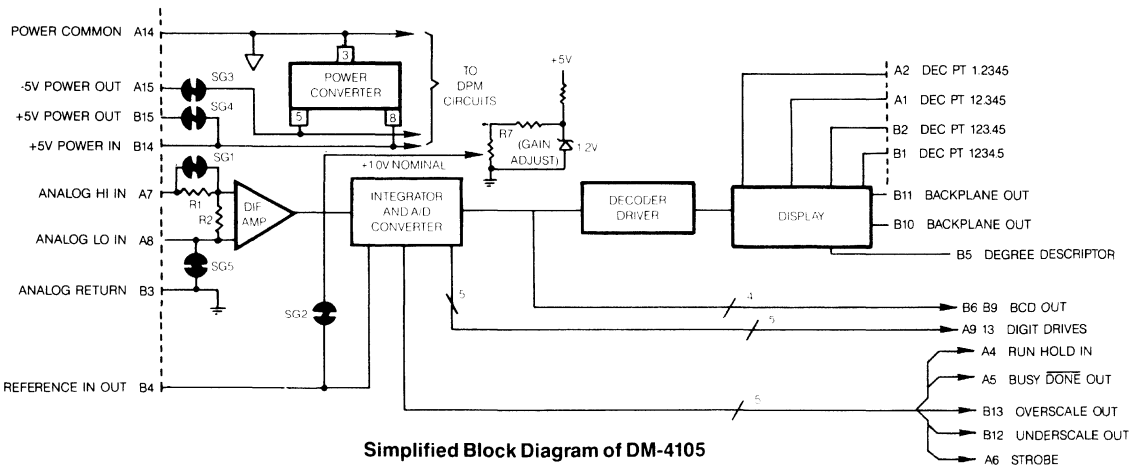 POWER COMMON A14
-5V POWER OUT A15
+5V POWER OUT B15
+5V POWER IN B14
ANALOG HI IN A7
ANALOG LO IN A8
ANALOG RETURN B3
REFERENCE IN OUT B4
SG3
SG4
SG1
R1
R2
SG5
DIF
AMP
3
POWER
CONVERTER
5
8
TO
DPM
CIRCUITS
+1.0V NOMINAL
+5V
R7
(GAIN
ADJUST)
1.2V
INTEGRATOR
AND A/D
CONVERTER
SG2
DECODER
DRIVER
DISPLAY
A2 DEC PT 1.2345
A1 DEC PT 12.345
B2 DEC PT 123.45
B1 DEC PT 1234.5
B11 BACKPLANE OUT
B10 BACKPLANE OUT
B5 DEGREE DESCRIPTOR
4
B6 B9 BCD OUT
5
5
A9 13 DIGIT DRIVES
A4 RUN HOLD IN
A5 BUSY DONE OUT
5
B13 OVERSCALE OUT
B12 UNDERSCALE OUT
A6 STROBE
Simplified Block Diagram of DM-4105